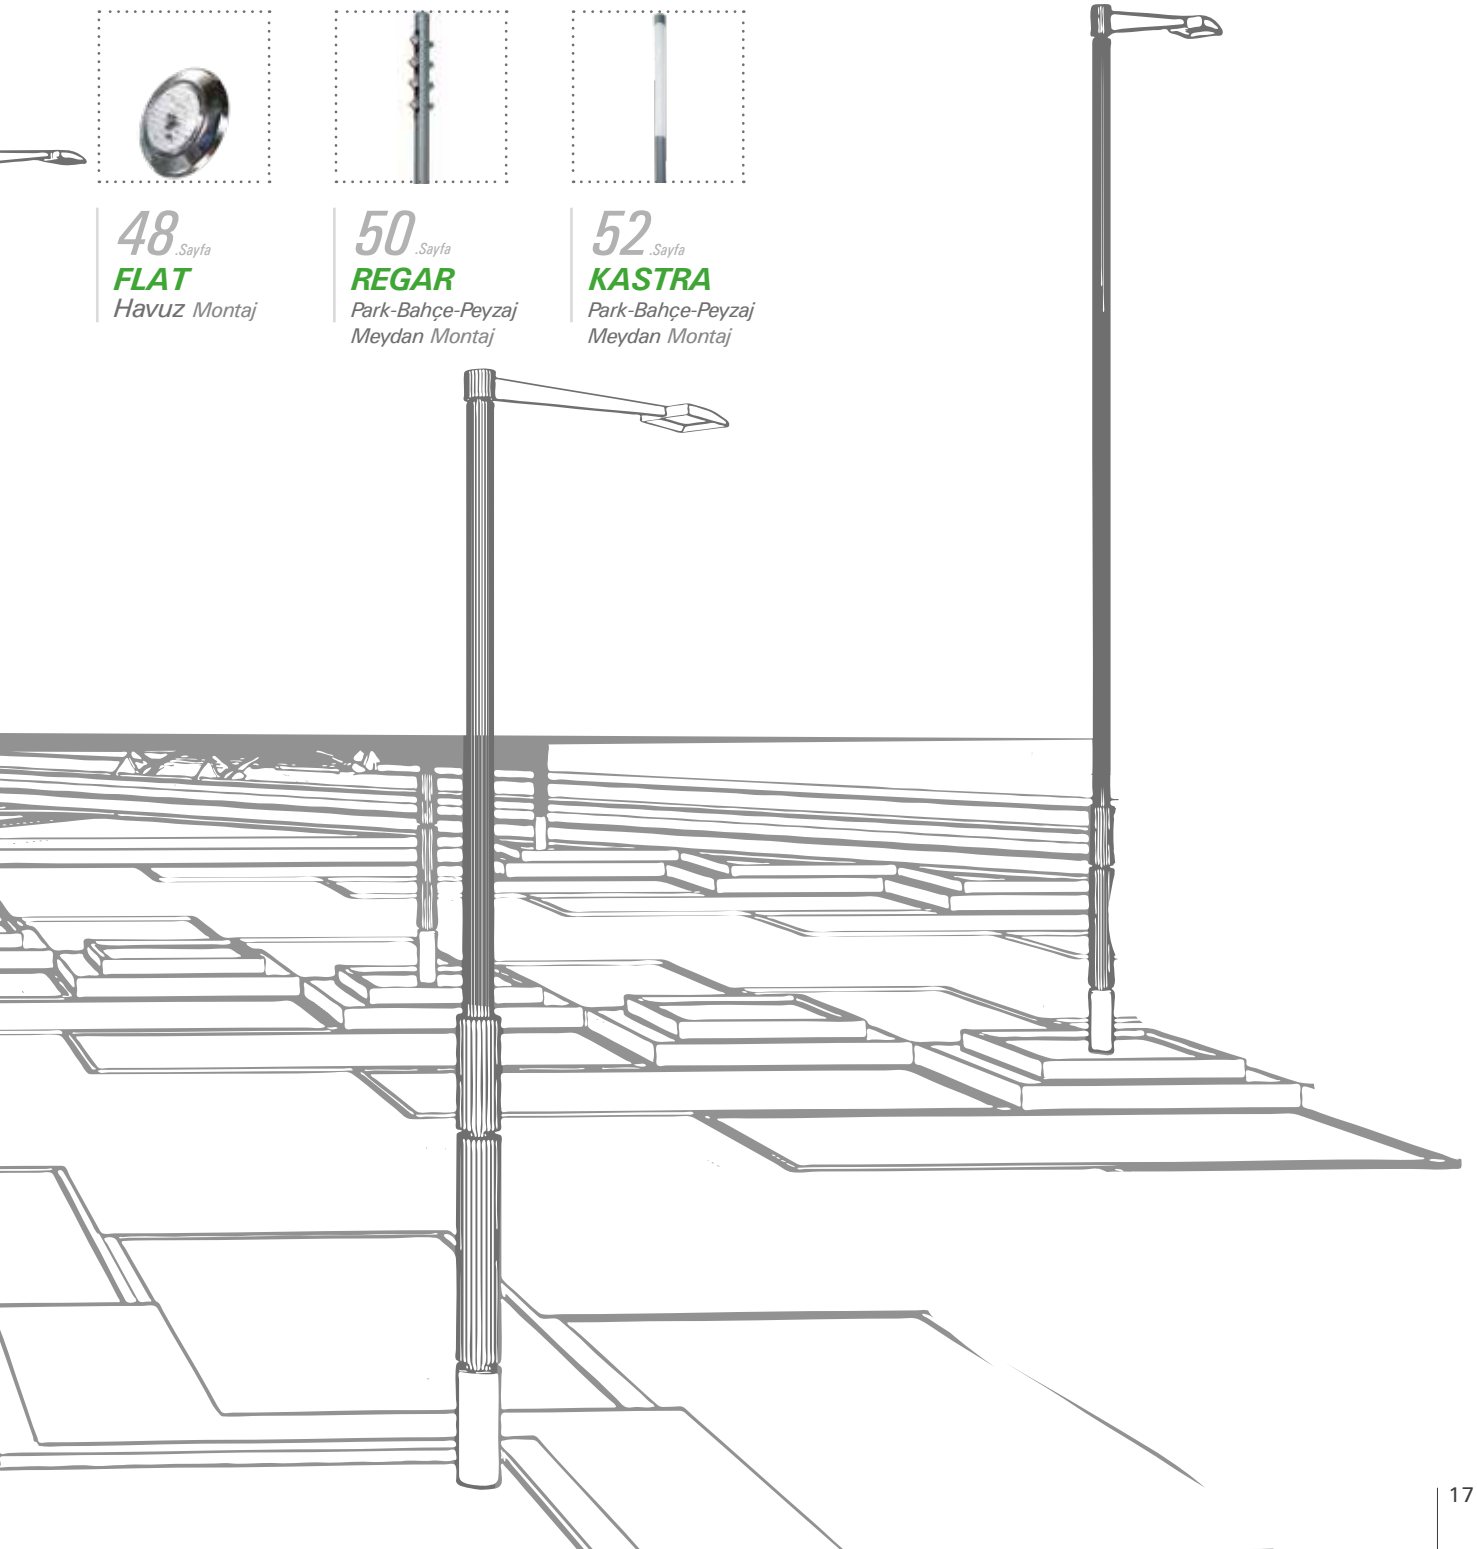 48.Sayfa
FLAT
Havuz Montaj
50.Sayfa
REGAR
Park-Bahçe-Peyzaj
Meydan Montaj
52.Sayfa
KASTRA
Park-Bahçe-Peyzaj
Meydan Montaj
17